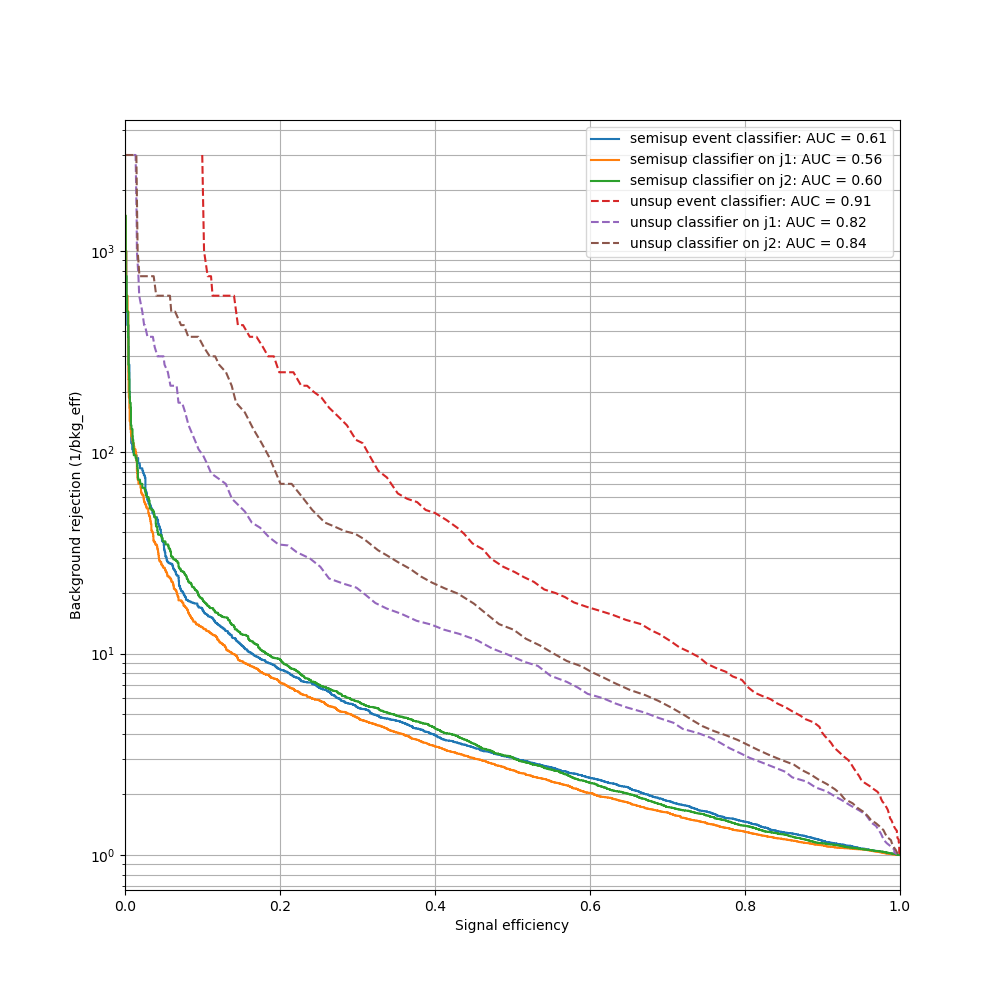 semisup event classifier: AUC = 0.61
semisup classifier on j1: AUC = 0.56
semisup classifier on j2: AUC = 0.60
unsup event classifier: AUC = 0.91
unsup classifier on j1: AUC = 0.82
unsup classifier on j2: AUC = 0.84
Background rejection (1/bkg_eff)
10³
10²
10¹
10⁰
0.0 0.2 0.4 0.6 0.8 1.0
Signal efficiency